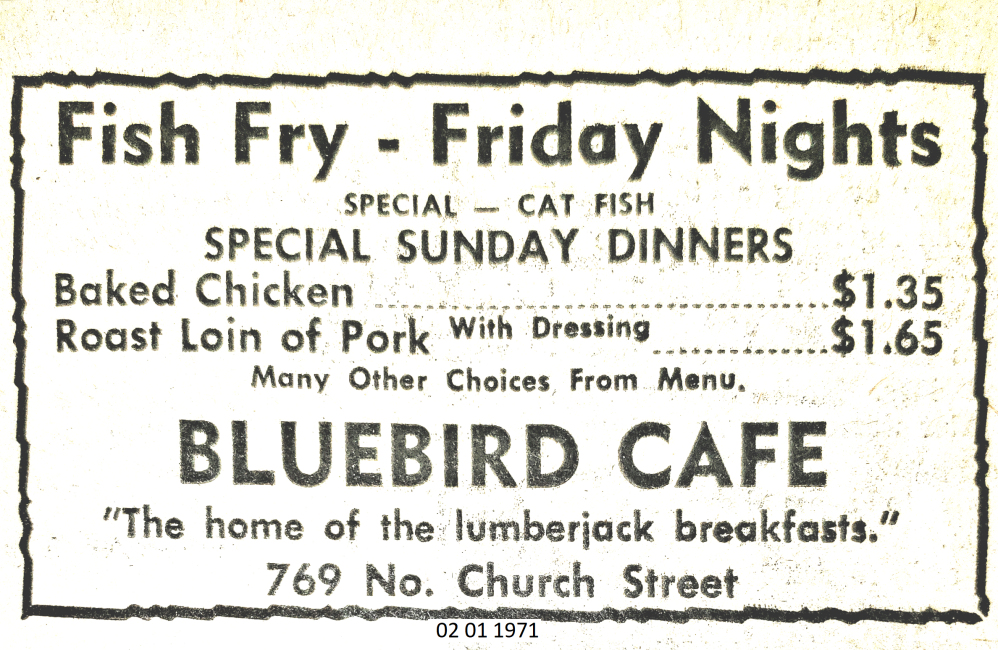 Fish Fry - Friday Nights
SPECIAL — CAT FISH
SPECIAL SUNDAY DINNERS
Baked Chicken ........................................ $1.35
Roast Loin of Pork With Dressing ................ $1.65
Many Other Choices From Menu.
BLUEBIRD CAFE
"The home of the lumberjack breakfasts."
769 No. Church Street
02 01 1971